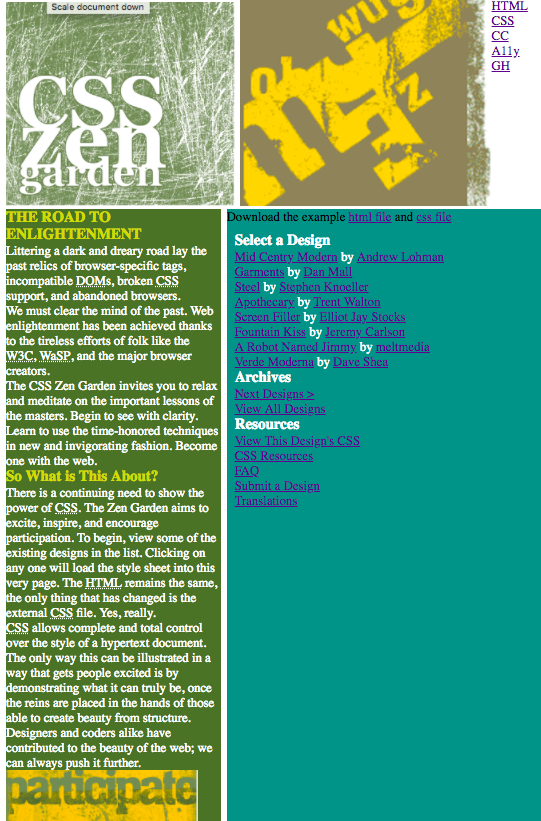 Scale document down
CSS
zen
garden
HTML
CSS
CC
A11y
GH
THE ROAD TO
ENLIGHTENMENT
Littering a dark and dreary road lay the
past relics of browser-specific tags,
incompatible DOMs, broken CSS
support, and abandoned browsers.
We must clear the mind of the past. Web
enlightenment has been achieved thanks
to the tireless efforts of folk like the
W3C, WaSP, and the major browser
creators.
The CSS Zen Garden invites you to relax
and meditate on the important lessons of
the masters. Begin to see with clarity.
Learn to use the time-honored techniques
in new and invigorating fashion. Become
one with the web.
So What is This About?
There is a continuing need to show the
power of CSS. The Zen Garden aims to
excite, inspire, and encourage
participation. To begin, view some of the
existing designs in the list. Clicking on
any one will load the style sheet into this
very page. The HTML remains the same,
the only thing that has changed is the
external CSS file. Yes, really.
CSS allows complete and total control
over the style of a hypertext document.
The only way this can be illustrated in a
way that gets people excited is by
demonstrating what it can truly be, once
the reins are placed in the hands of those
able to create beauty from structure.
Designers and coders alike have
contributed to the beauty of the web; we
can always push it further.
participate
Download the example html file and css file
Select a Design
Mid Centry Modern by Andrew Lohman
Garments by Dan Mall
Steel by Stephen Knoeller
Apothecary by Trent Walton
Screen Filler by Elliot Jay Stocks
Fountain Kiss by Jeremy Carlson
A Robot Named Jimmy by meltmedia
Verde Moderna by Dave Shea
Archives
Next Designs >
View All Designs
Resources
View This Design's CSS
CSS Resources
FAQ
Submit a Design
Translations